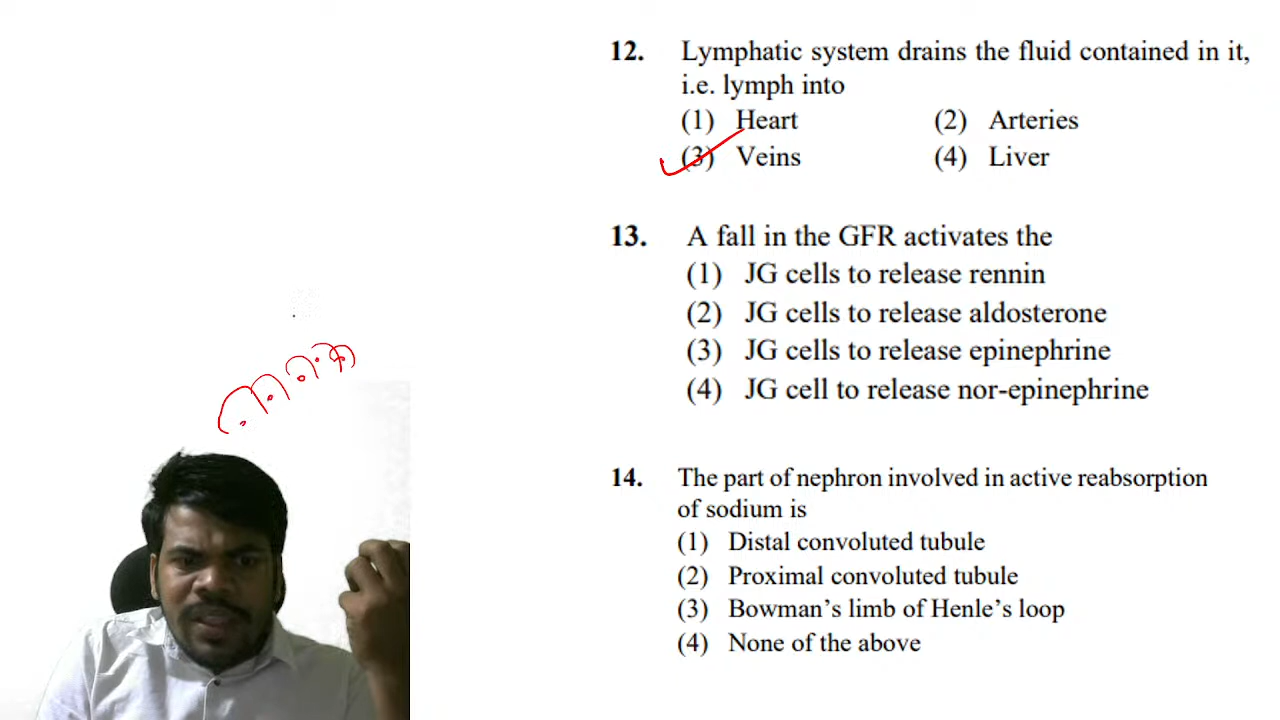 12. Lymphatic system drains the fluid contained in it,
i.e. lymph into
(1) Heart (2) Arteries
(3) Veins (4) Liver
13. A fall in the GFR activates the
(1) JG cells to release rennin
(2) JG cells to release aldosterone
(3) JG cells to release epinephrine
(4) JG cell to release nor-epinephrine
14. The part of nephron involved in active reabsorption
of sodium is
(1) Distal convoluted tubule
(2) Proximal convoluted tubule
(3) Bowman’s limb of Henle’s loop
(4) None of the above